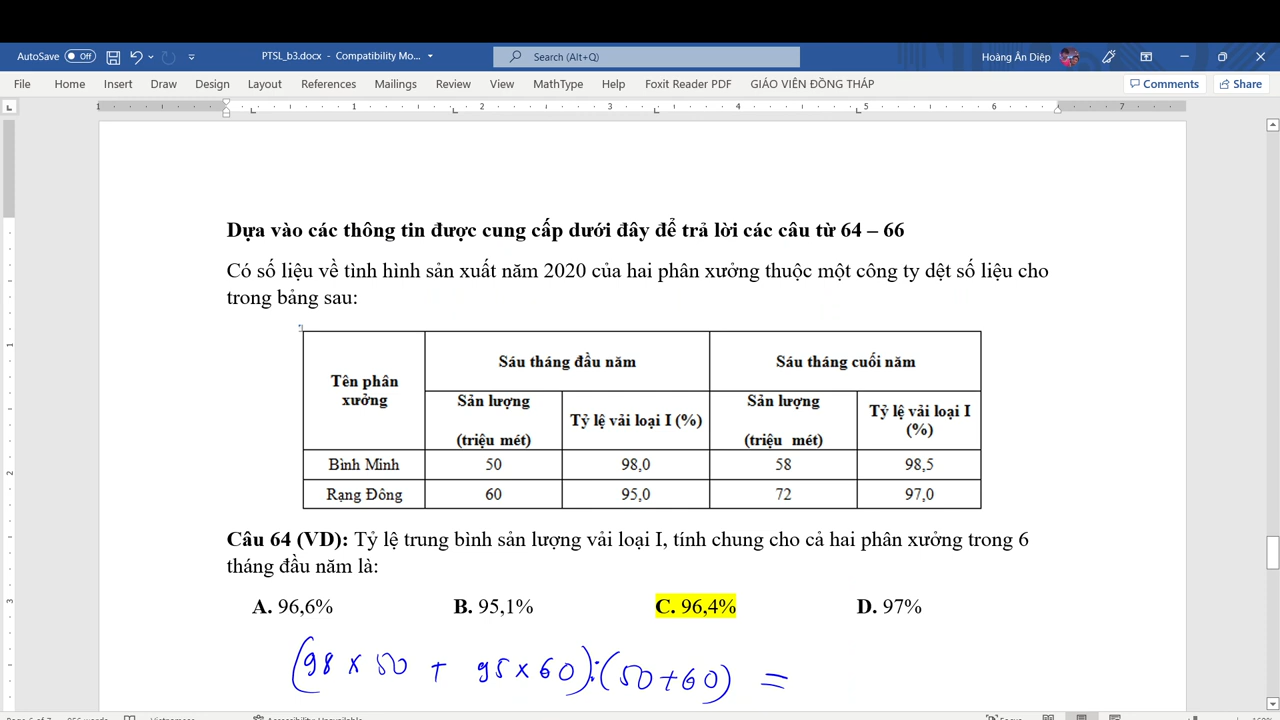 AutoSave Off PTSL_b3.docx - Compatibility Mo... Search (Alt+Q) Hoàng Ân Diệp
File Home Insert Draw Design Layout References Mailings Review View MathType Help Foxit Reader PDF GIÁO VIÊN ĐỒNG THÁP Comments Share
1 1 2 3 4 5 6 7
Dựa vào các thông tin được cung cấp dưới đây để trả lời các câu từ 64 – 66
Có số liệu về tình hình sản xuất năm 2020 của hai phân xưởng thuộc một công ty dệt số liệu cho
trong bảng sau:
Tên phân xưởng Sáu tháng đầu năm Sáu tháng cuối năm
Sản lượng (triệu mét) Tỷ lệ vải loại I (%) Sản lượng (triệu mét) Tỷ lệ vải loại I (%)
Bình Minh 50 98,0 58 98,5
Rạng Đông 60 95,0 72 97,0
Câu 64 (VD): Tỷ lệ trung bình sản lượng vải loại I, tính chung cho cả hai phân xưởng trong 6
tháng đầu năm là:
A. 96,6% B. 95,1% C. 96,4% D. 97%
(98 x 50 + 95 x 60) : (50 + 60) =